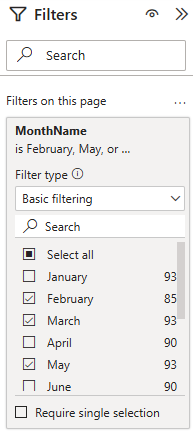 Filters
Search
Filters on this page ...
MonthName
is February, May, or ...
Filter type
Basic filtering
Search
Select all
January 93
February 85
March 93
April 90
May 93
June 90
Require single selection